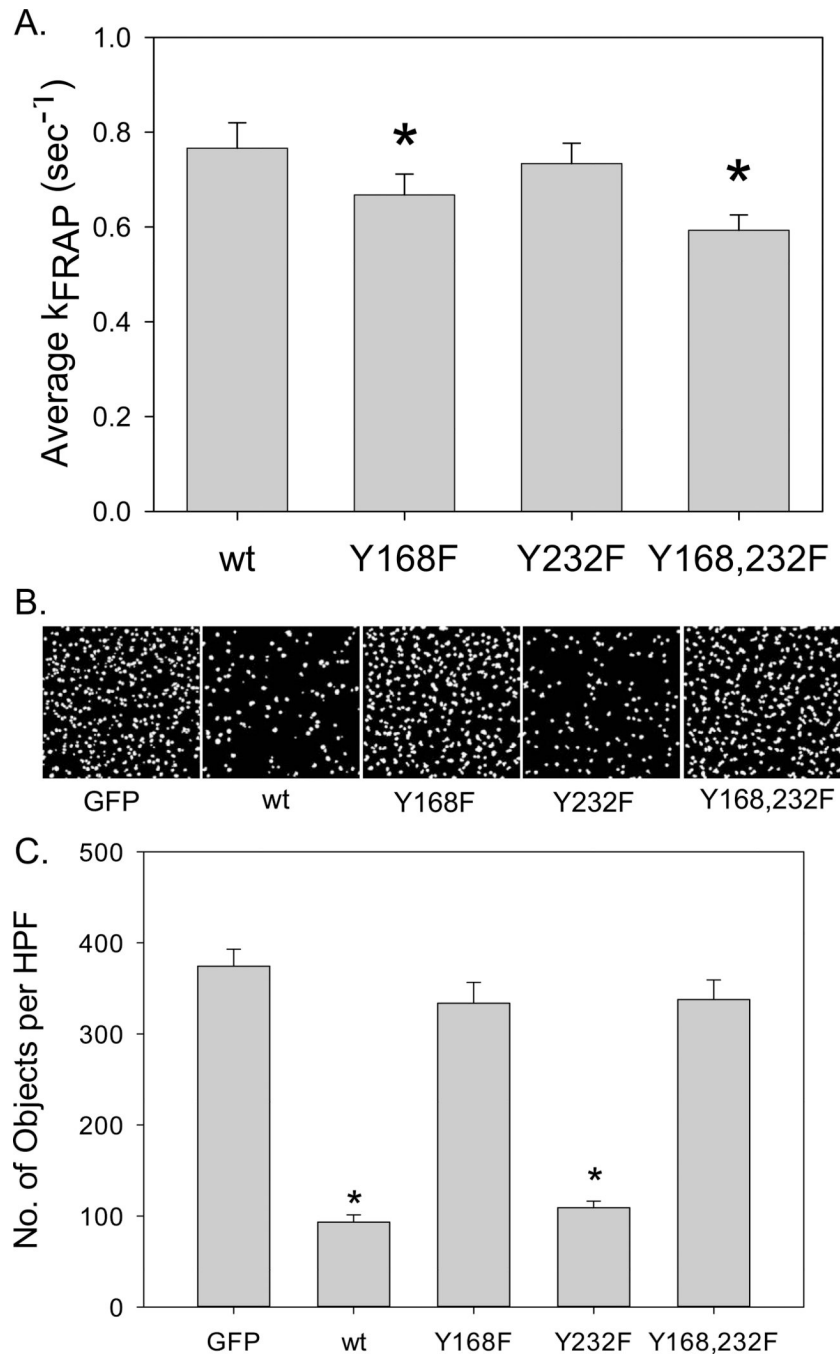 A.
Average kFRAP (sec-1)
1.0
0.8
0.6
0.4
0.2
0.0
*
*
wt Y168F Y232F Y168,232F
B.
GFP wt Y168F Y232F Y168,232F
C.
No. of Objects per HPF
500
400
300
200
100
0
*
*
GFP wt Y168F Y232F Y168,232F